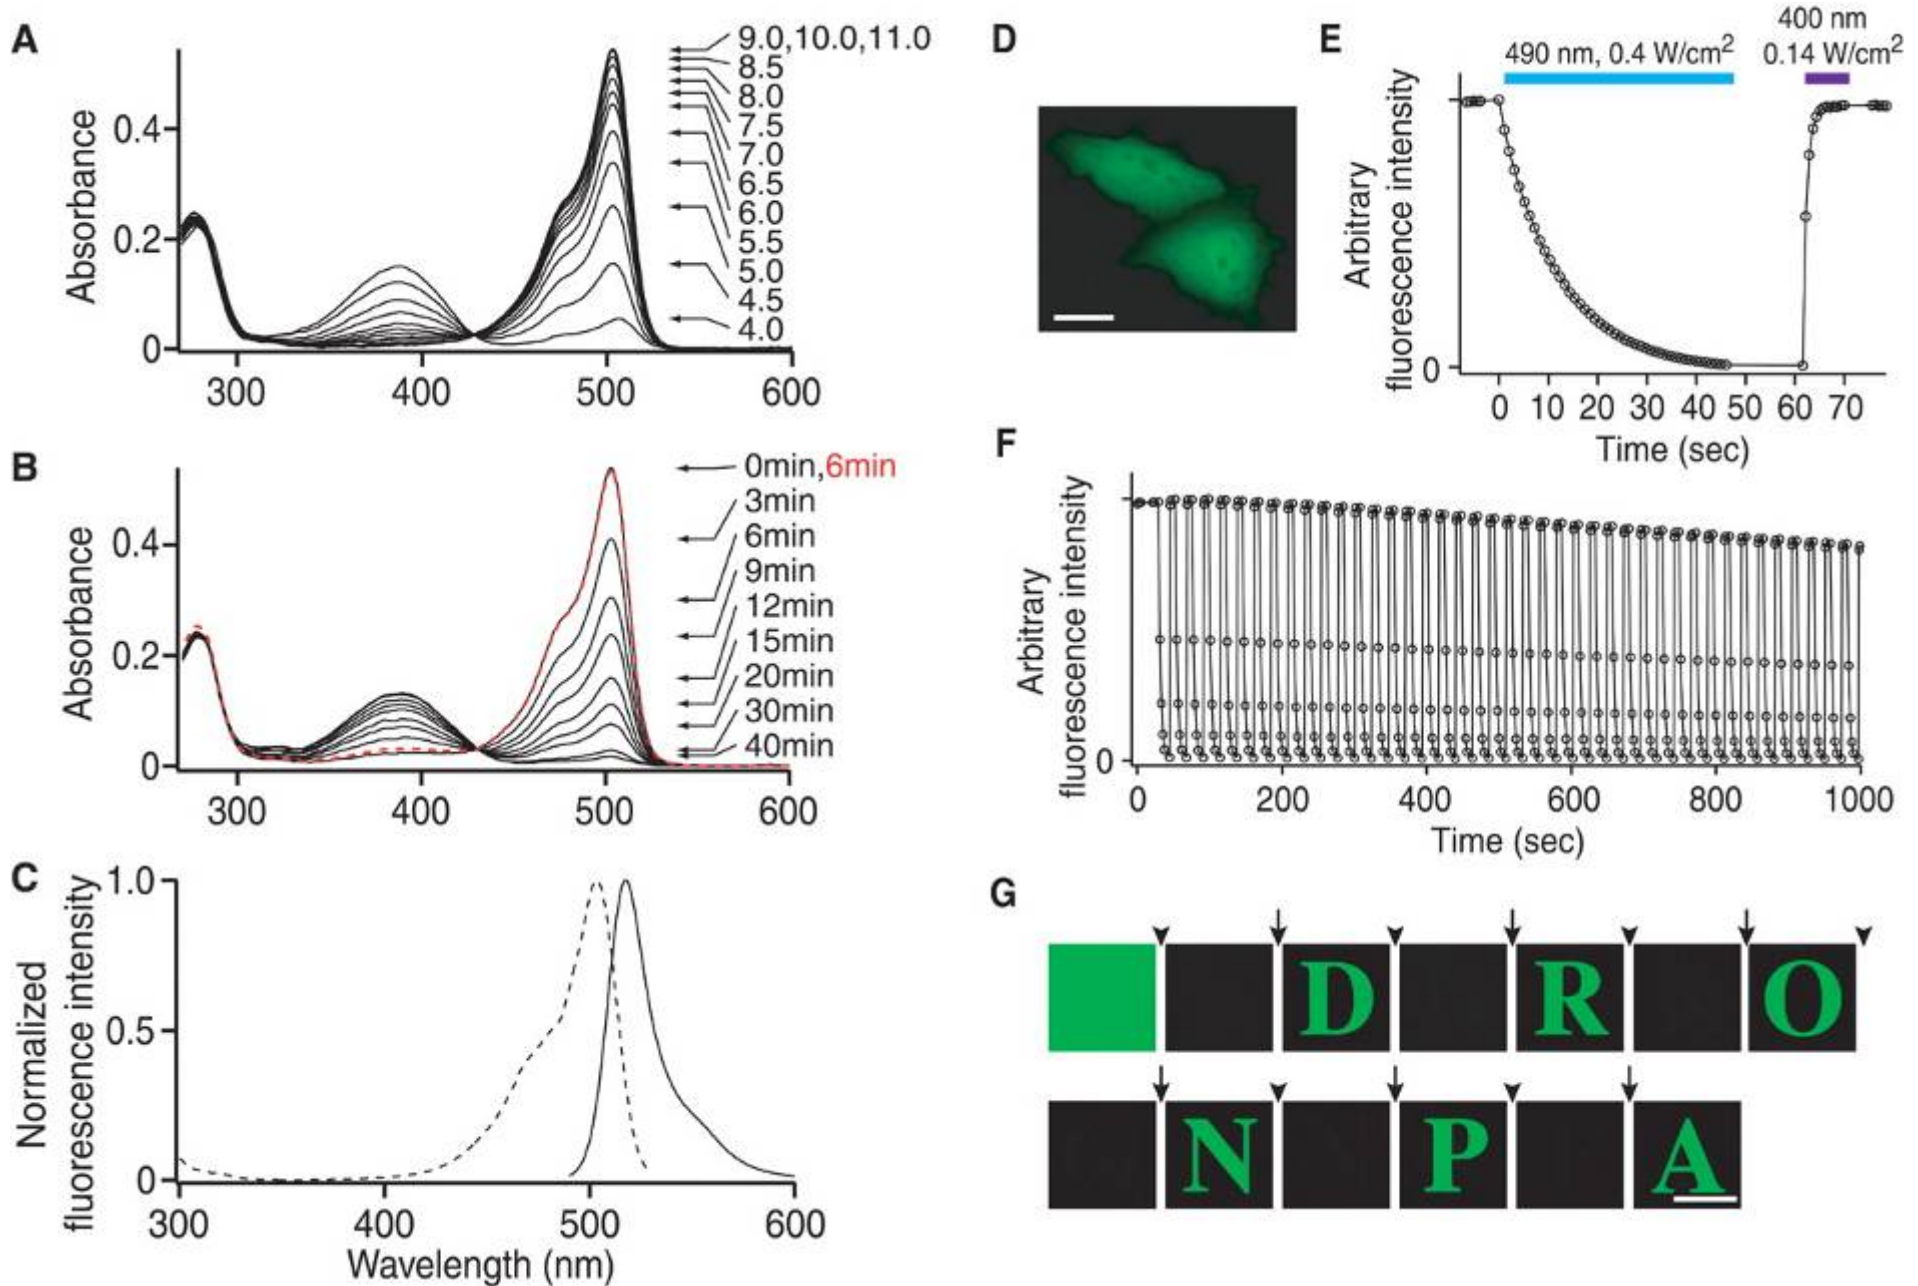 A
Absorbance
0.4
0.2
0
9.0,10.0,11.0
8.5
8.0
7.5
7.0
6.5
6.0
5.5
5.0
4.5
4.0
300 400 500 600
B
Absorbance
0.4
0.2
0
0min,6min
3min
6min
9min
12min
15min
20min
30min
40min
300 400 500 600
C
Normalized
fluorescence intensity
1.0
0.5
0
300 400 500 600
Wavelength (nm)
D
E
490 nm, 0.4 W/cm²
400 nm
0.14 W/cm²
Arbitrary
fluorescence intensity
0
0 10 20 30 40 50 60 70
Time (sec)
F
Arbitrary
fluorescence intensity
0
0 200 400 600 800 1000
Time (sec)
G
D R O
N P A